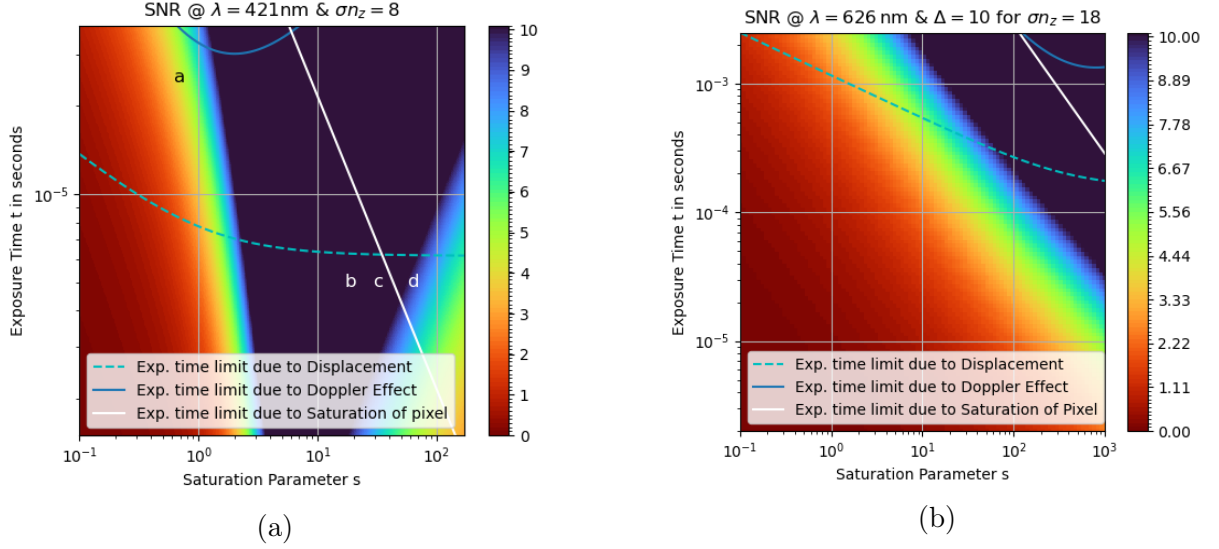 SNR @ λ = 421nm & σn_z = 8
Exposure Time t in seconds
10^−5
a
b c d
Exp. time limit due to Displacement
Exp. time limit due to Doppler Effect
Exp. time limit due to Saturation of pixel
10^−1 10^0 10^1 10^2
Saturation Parameter s
10
9
8
7
6
5
4
3
2
1
0
(a)
SNR @ λ = 626 nm & Δ = 10 for σn_z = 18
Exposure Time t in seconds
10^−3
10^−4
10^−5
Exp. time limit due to Displacement
Exp. time limit due to Doppler Effect
Exp. time limit due to Saturation of Pixel
10^−1 10^0 10^1 10^2 10^3
Saturation Parameter s
10.00
8.89
7.78
6.67
5.56
4.44
3.33
2.22
1.11
0.00
(b)